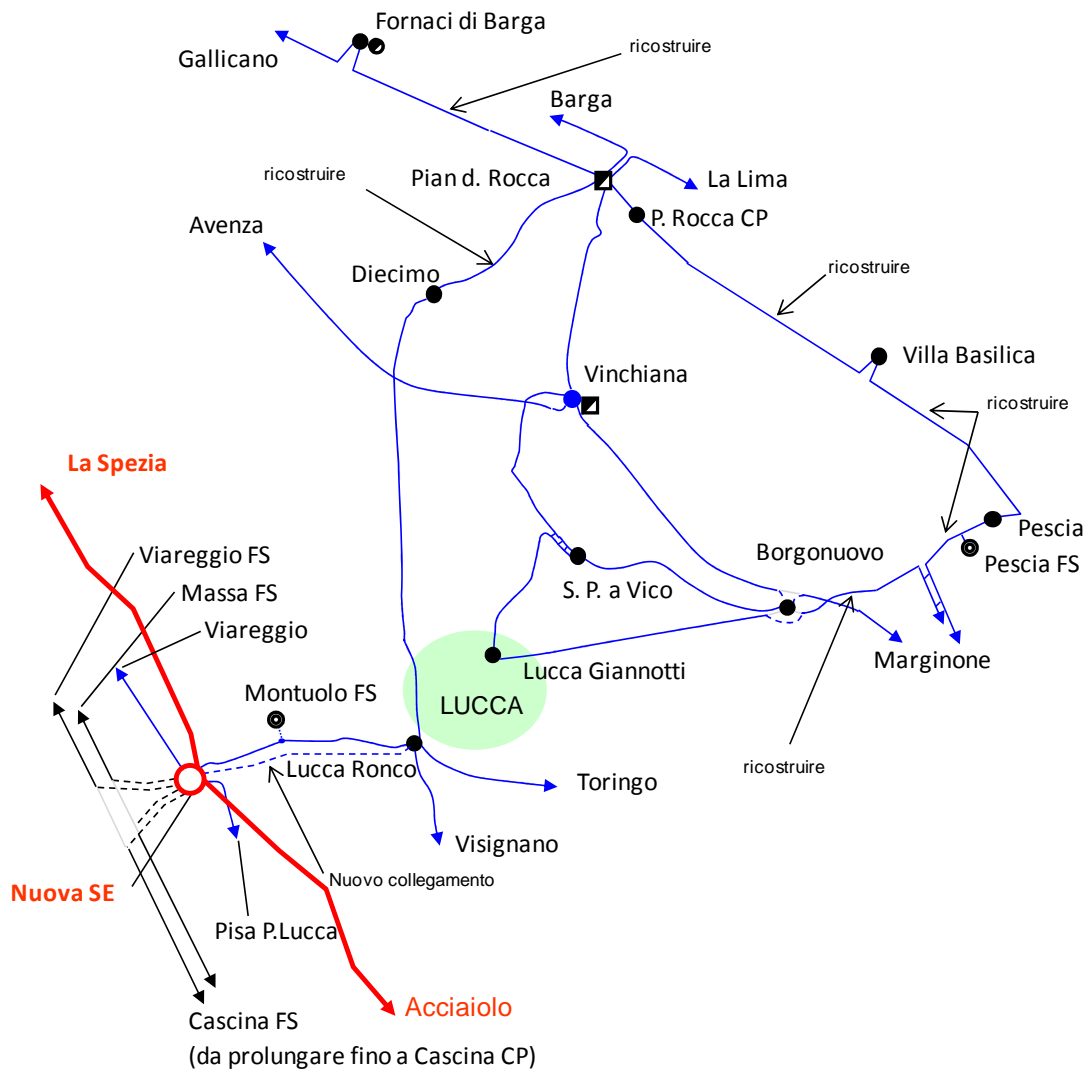 Fornaci di Barga
ricostruire
Gallicano
Barga
ricostruire
Pian d. Rocca
La Lima
P. Rocca CP
Avenza
Diecimo
ricostruire
Villa Basilica
Vinchiana
ricostruire
La Spezia
Viareggio FS
Massa FS
Viareggio
Borgonuovo
Pescia
Pescia FS
S. P. a Vico
Marginone
Lucca Giannotti
Montuolo FS
LUCCA
Lucca Ronco
ricostruire
Toringo
Visignano
Nuova SE
Nuovo collegamento
Pisa P.Lucca
Acciaiolo
Cascina FS
(da prolungare fino a Cascina CP)